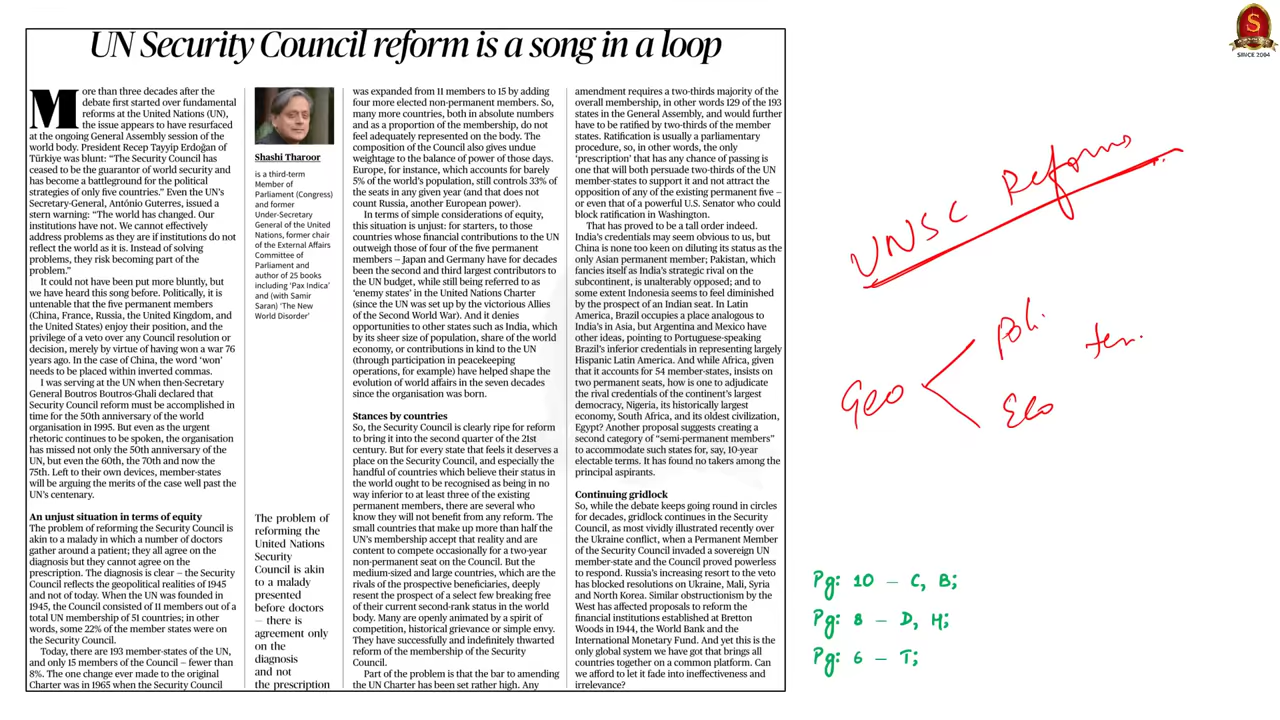 UN Security Council reform is a song in a loop
More than three decades after the
debate first started over fundamental
reforms at the United Nations (UN),
the issue appears to have resurfaced
at the ongoing General Assembly session of the
world body. President Recep Tayyip Erdoğan of
Türkiye was blunt: “The Security Council has
ceased to be the guarantor of world security and
has become a battleground for the political
strategies of only five countries.” Even the UN’s
Secretary-General, António Guterres, issued a
stern warning: “The world has changed. Our
institutions have not. We cannot effectively
address problems as they are if institutions do not
reflect the world as it is. Instead of solving
problems, they risk becoming part of the
problem.”
It could not have been put more bluntly, but
we have heard this song before. Politically, it is
untenable that the five permanent members
(China, France, Russia, the United Kingdom, and
the United States) enjoy their position, and the
privilege of a veto over any Council resolution or
decision, merely by virtue of having won a war 76
years ago. In the case of China, the word ‘won’
needs to be placed within inverted commas.
I was serving at the UN when then-Secretary
General Boutros Boutros-Ghali declared that
Security Council reform must be accomplished in
time for the 50th anniversary of the world
organisation in 1995. But even as the urgent
rhetoric continues to be spoken, the organisation
has missed not only the 50th anniversary of the
UN, but even the 60th, the 70th and now the
75th. Left to their own devices, member-states
will be arguing the merits of the case well past the
UN’s centenary.
An unjust situation in terms of equity
The problem of reforming the Security Council is
akin to a malady in which a number of doctors
gather around a patient; they all agree on the
diagnosis but they cannot agree on the
prescription. The diagnosis is clear — the Security
Council reflects the geopolitical realities of 1945
and not of today. When the UN was founded in
1945, the Council consisted of 11 members out of a
total UN membership of 51 countries; in other
words, some 22% of the member states were on
the Security Council.
Today, there are 193 member-states of the UN,
and only 15 members of the Council — fewer than
8%. The one change ever made to the original
Charter was in 1965 when the Security Council
Shashi Tharoor
is a third-term
Member of
Parliament (Congress)
and former
Under-Secretary
General of the United
Nations, former chair
of the External Affairs
Committee of
Parliament and
author of 25 books
including ‘Pax Indica’
and (with Samir
Saran) ‘The New
World Disorder’
The problem of
reforming the
United Nations
Security
Council is akin
to a malady
presented
before doctors
— there is
agreement only
on the
diagnosis
and not
the prescription
was expanded from 11 members to 15 by adding
four more elected non-permanent members. So,
many more countries, both in absolute numbers
and as a proportion of the membership, do not
feel adequately represented on the body. The
composition of the Council also gives undue
weightage to the balance of power of those days.
Europe, for instance, which accounts for barely
5% of the world’s population, still controls 33% of
the seats in any given year (and that does not
count Russia, another European power).
In terms of simple considerations of equity,
this situation is unjust: for starters, to those
countries whose financial contributions to the UN
outweigh those of four of the five permanent
members — Japan and Germany have for decades
been the second and third largest contributors to
the UN budget, while still being referred to as
‘enemy states’ in the United Nations Charter
(since the UN was set up by the victorious Allies
of the Second World War). And it denies
opportunities to other states such as India, which
by its sheer size of population, share of the world
economy, or contributions in kind to the UN
(through participation in peacekeeping
operations, for example) have helped shape the
evolution of world affairs in the seven decades
since the organisation was born.
Stances by countries
So, the Security Council is clearly ripe for reform
to bring it into the second quarter of the 21st
century. But for every state that feels it deserves a
place on the Security Council, and especially the
handful of countries which believe their status in
the world ought to be recognised as being in no
way inferior to at least three of the existing
permanent members, there are several who
know they will not benefit from any reform. The
small countries that make up more than half the
UN’s membership accept that reality and are
content to compete occasionally for a two-year
non-permanent seat on the Council. But the
medium-sized and large countries, which are the
rivals of the prospective beneficiaries, deeply
resent the prospect of a select few breaking free
of their current second-rank status in the world
body. Many are openly animated by a spirit of
competition, historical grievance or simple envy.
They have successfully and indefinitely thwarted
reform of the membership of the Security
Council.
Part of the problem is that the bar to amending
the UN Charter has been set rather high. Any
amendment requires a two-thirds majority of the
overall membership, in other words 129 of the 193
states in the General Assembly, and would further
have to be ratified by two-thirds of the member
states. Ratification is usually a parliamentary
procedure, so, in other words, the only
‘prescription’ that has any chance of passing is
one that will both persuade two-thirds of the UN
member-states to support it and not attract the
opposition of any of the existing permanent five —
or even that of a powerful U.S. Senator who could
block ratification in Washington.
That has proved to be a tall order indeed.
India’s credentials may seem obvious to us, but
China is none too keen on diluting its status as the
only Asian permanent member; Pakistan, which
fancies itself as India’s strategic rival on the
subcontinent, is unalterably opposed; and to
some extent Indonesia seems to feel diminished
by the prospect of an Indian seat. In Latin
America, Brazil occupies a place analogous to
India’s in Asia, but Argentina and Mexico have
other ideas, pointing to Portuguese-speaking
Brazil’s inferior credentials in representing largely
Hispanic Latin America. And while Africa, given
that it accounts for 54 member-states, insists on
two permanent seats, how is one to adjudicate
the rival credentials of the continent’s largest
democracy, Nigeria, its historically largest
economy, South Africa, and its oldest civilization,
Egypt? Another proposal suggests creating a
second category of “semi-permanent members”
to accommodate such states for, say, 10-year
electable terms. It has found no takers among the
principal aspirants.
Continuing gridlock
So, while the debate keeps going round in circles
for decades, gridlock continues in the Security
Council, as most vividly illustrated recently over
the Ukraine conflict, when a Permanent
Member of the Security Council invaded a sovereign UN
member-state and the Council proved powerless
to respond. Russia’s increasing resort to the veto
has blocked resolutions on Ukraine, Mali, Syria
and North Korea. Similar obstructionism by the
West has affected proposals to reform the
financial institutions established at Bretton
Woods in 1944, the World Bank and the
International Monetary Fund. And yet this is the
only global system we have got that brings all
countries together on a common platform. Can
we afford to let it fade into ineffectiveness and
irrelevance?
UNSC Reforms
Geo
Poli.
ten.
Eco
Pg: 10 – C, B;
Pg: 8 – D, H;
Pg: 6 – T;
S
SINCE 2004